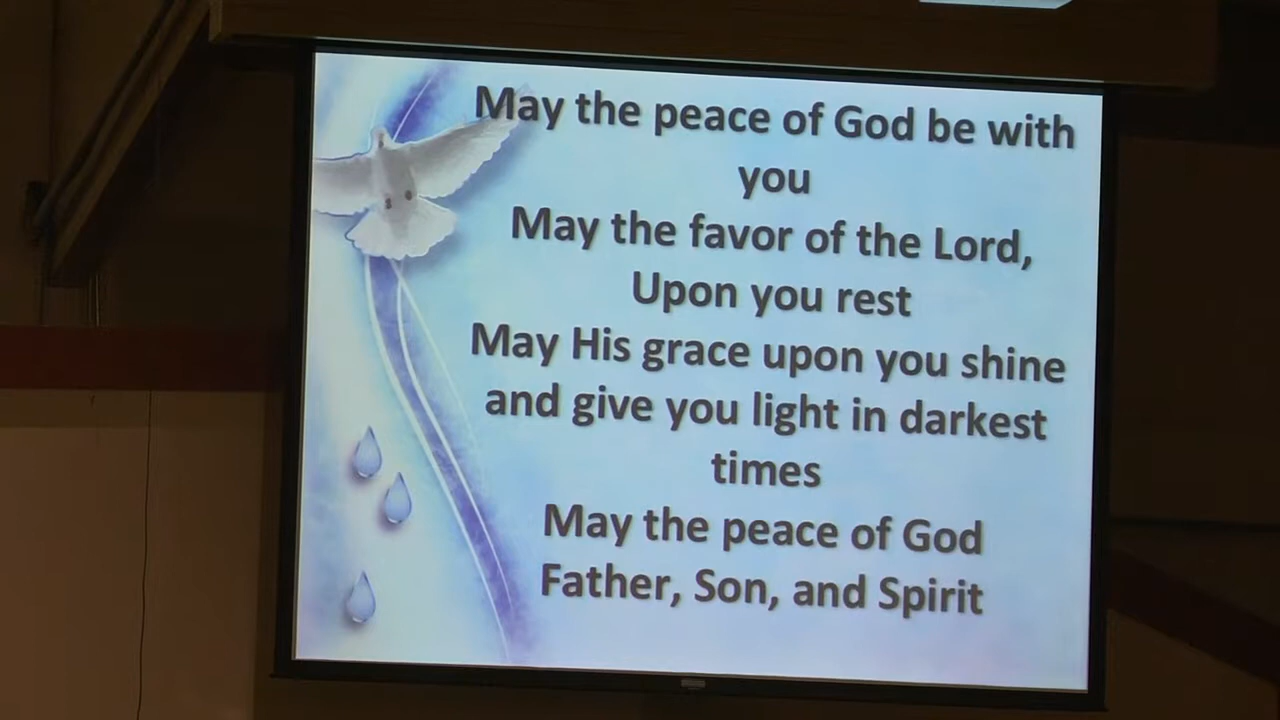 May the peace of God be with
you
May the favor of the Lord,
Upon you rest
May His grace upon you shine
and give you light in darkest
times
May the peace of God
Father, Son, and Spirit